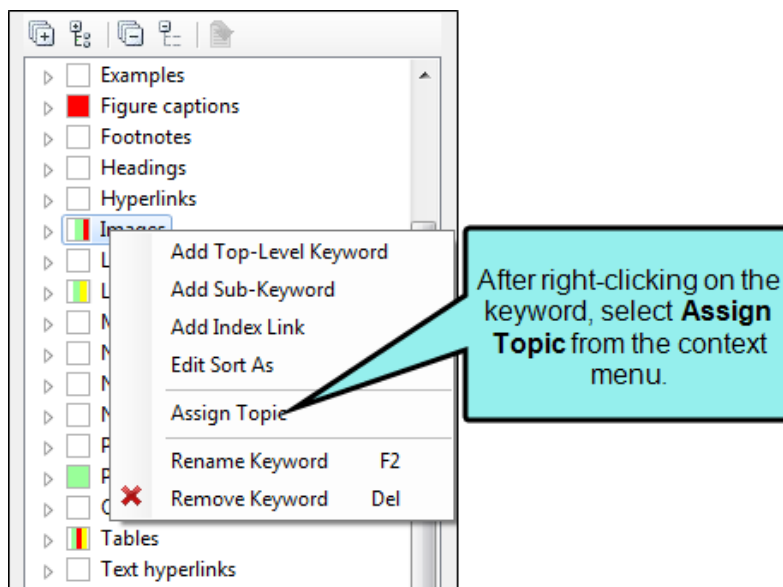 Examples
Figure captions
Footnotes
Headings
Hyperlinks
Images
L
Add Top-Level Keyword
L
Add Sub-Keyword
M
Add Index Link
N
Edit Sort As
N
N
Assign Topic
P
P
Rename Keyword F2
Remove Keyword Del
Tables
Text hyperlinks
After right-clicking on the
keyword, select Assign
Topic from the context
menu.